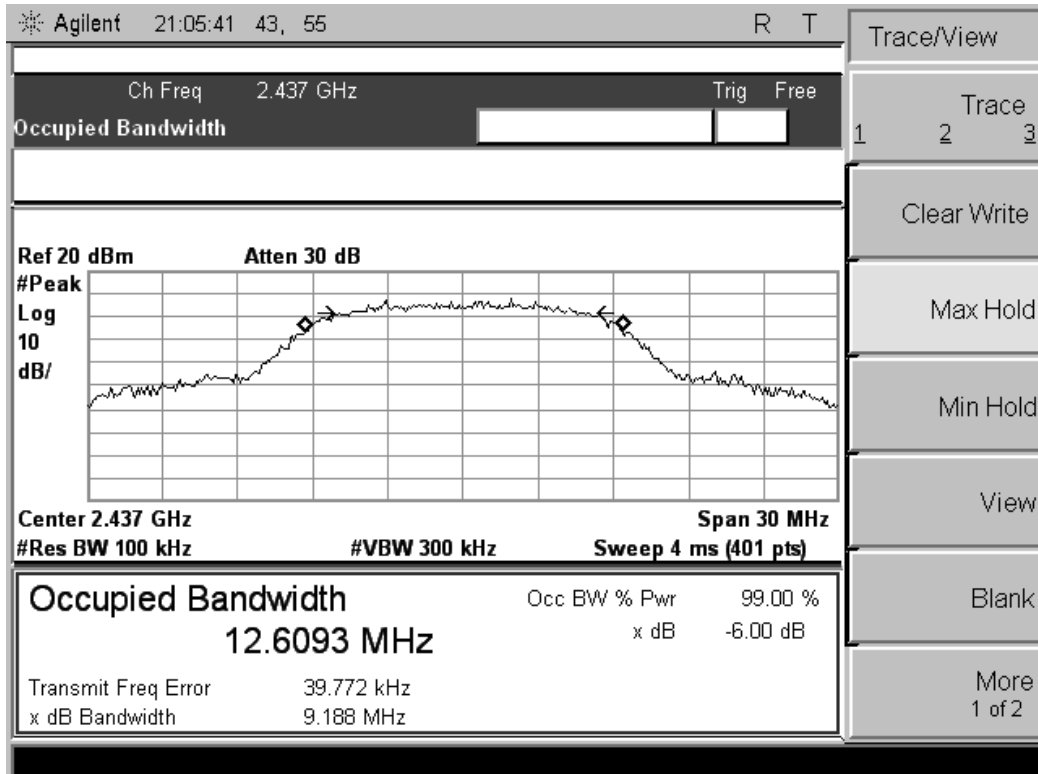 Agilent 21:05:41 43, 55 R T
Ch Freq 2.437 GHz Trig Free
Occupied Bandwidth
Ref 20 dBm Atten 30 dB
#Peak
Log
10
dB/
Center 2.437 GHz Span 30 MHz
#Res BW 100 kHz #VBW 300 kHz Sweep 4 ms (401 pts)
Occupied Bandwidth
12.6093 MHz
Occ BW % Pwr 99.00 %
x dB -6.00 dB
Transmit Freq Error 39.772 kHz
x dB Bandwidth 9.188 MHz
Trace/View
Trace
1 2 3
Clear Write
Max Hold
Min Hold
View
Blank
More
1 of 2